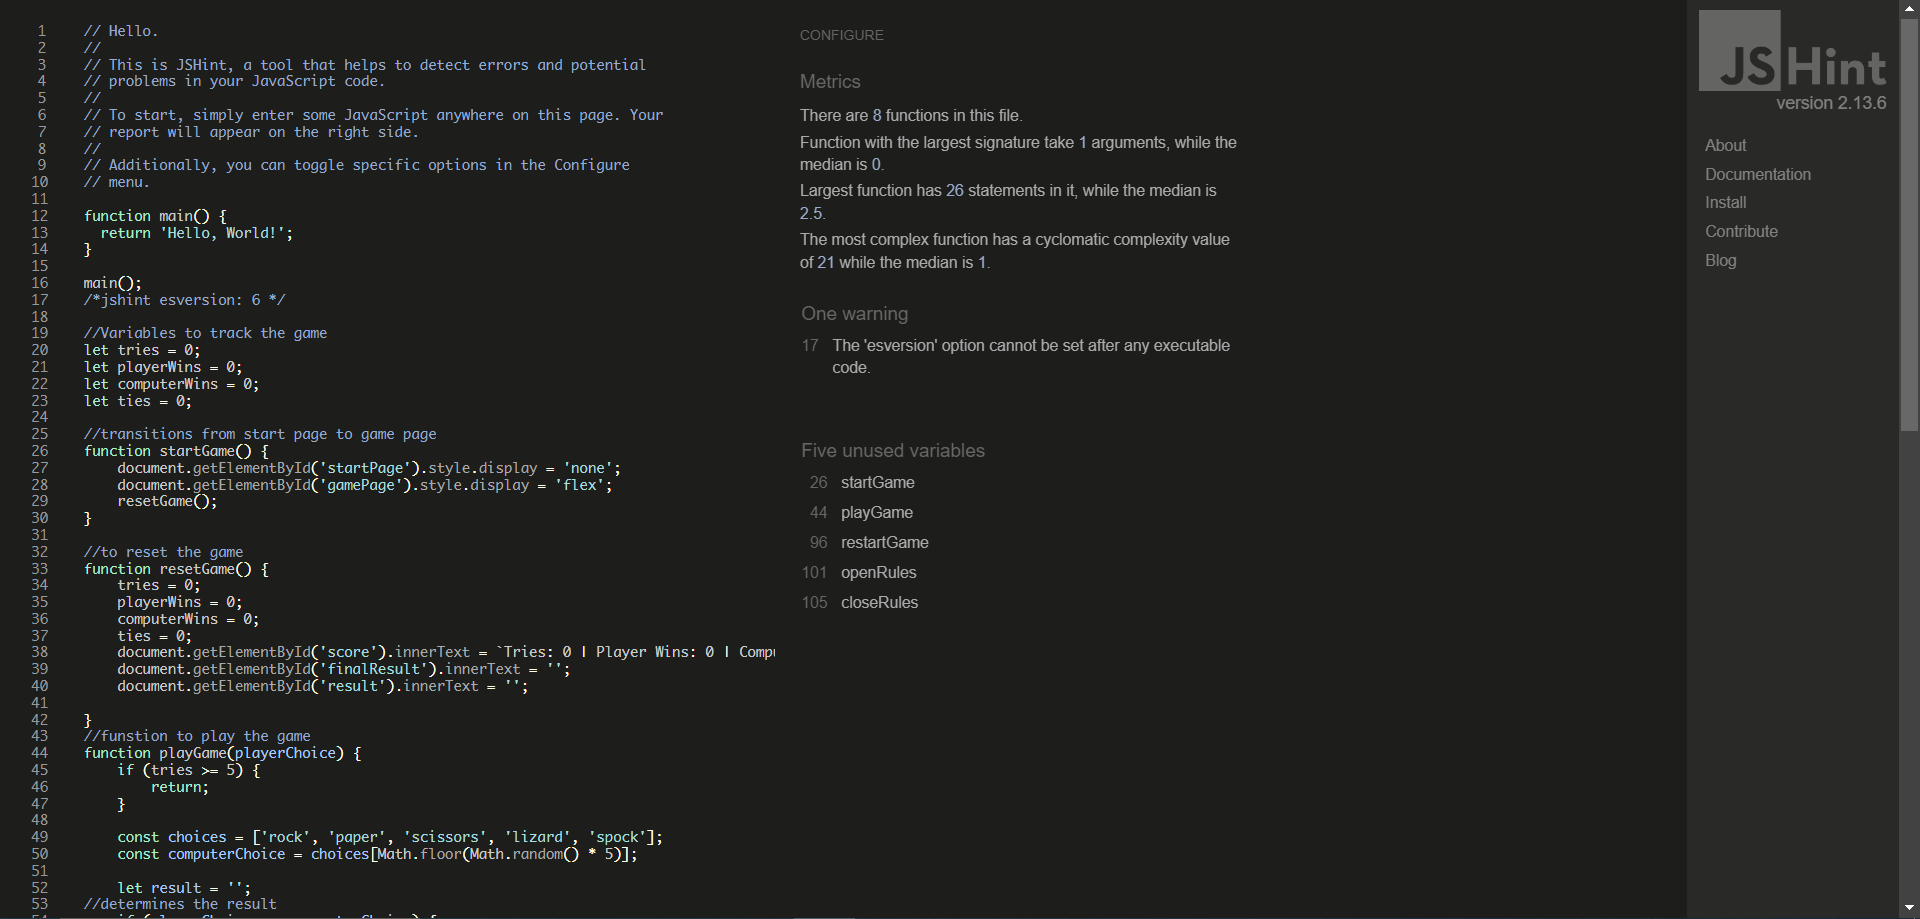 1 // Hello.
2 //
3 // This is JSHint, a tool that helps to detect errors and potential
4 // problems in your JavaScript code.
5 //
6 // To start, simply enter some JavaScript anywhere on this page. Your
7 // report will appear on the right side.
8 //
9 // Additionally, you can toggle specific options in the Configure
10 // menu.
11
12 function main() {
13   return 'Hello, World!';
14 }
15
16 main();
17 /*jshint esversion: 6 */
18
19 //Variables to track the game
20 let tries = 0;
21 let playerWins = 0;
22 let computerWins = 0;
23 let ties = 0;
24
25 //transitions from start page to game page
26 function startGame() {
27     document.getElementById('startPage').style.display = 'none';
28     document.getElementById('gamePage').style.display = 'flex';
29     resetGame();
30 }
31
32 //to reset the game
33 function resetGame() {
34     tries = 0;
35     playerWins = 0;
36     computerWins = 0;
37     ties = 0;
38     document.getElementById('score').innerText = `Tries: 0 | Player Wins: 0 | Comp
39     document.getElementById('finalResult').innerText = '';
40     document.getElementById('result').innerText = '';
41
42 }
43 //funstion to play the game
44 function playGame(playerChoice) {
45     if (tries >= 5) {
46         return;
47     }
48
49     const choices = ['rock', 'paper', 'scissors', 'lizard', 'spock'];
50     const computerChoice = choices[Math.floor(Math.random() * 5)];
51
52     let result = '';
53 //determines the result
CONFIGURE
Metrics
There are 8 functions in this file.
Function with the largest signature take 1 arguments, while the
median is 0.
Largest function has 26 statements in it, while the median is
2.5.
The most complex function has a cyclomatic complexity value
of 21 while the median is 1.
One warning
17 The 'esversion' option cannot be set after any executable
code.
Five unused variables
26 startGame
44 playGame
96 restartGame
101 openRules
105 closeRules
JSHint
version 2.13.6
About
Documentation
Install
Contribute
Blog